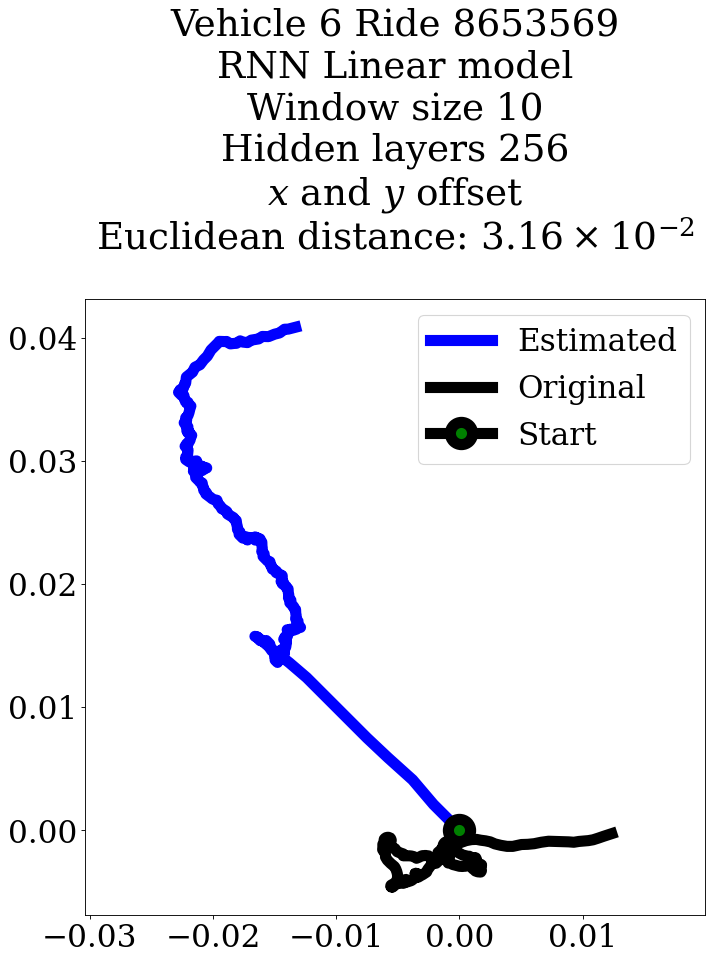 Vehicle 6 Ride 8653569
RNN Linear model
Window size 10
Hidden layers 256
x and y offset
Euclidean distance: 3.16 × 10⁻²
Estimated
Original
Start
0.04
0.03
0.02
0.01
0.00
−0.03 −0.02 −0.01 0.00 0.01